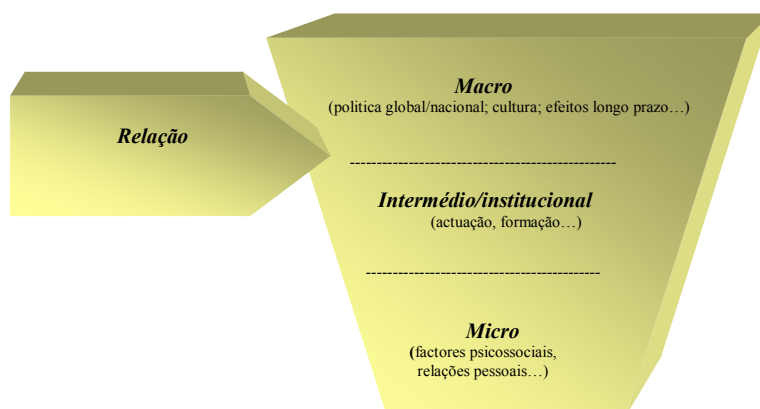 Relação
Macro
(politica global/nacional; cultura; efeitos longo prazo…)
----------------------------------------------------
Intermédio/institucional
(actuação, formação…)
----------------------------------------------
Micro
(factores psicossociais,
relações pessoais…)